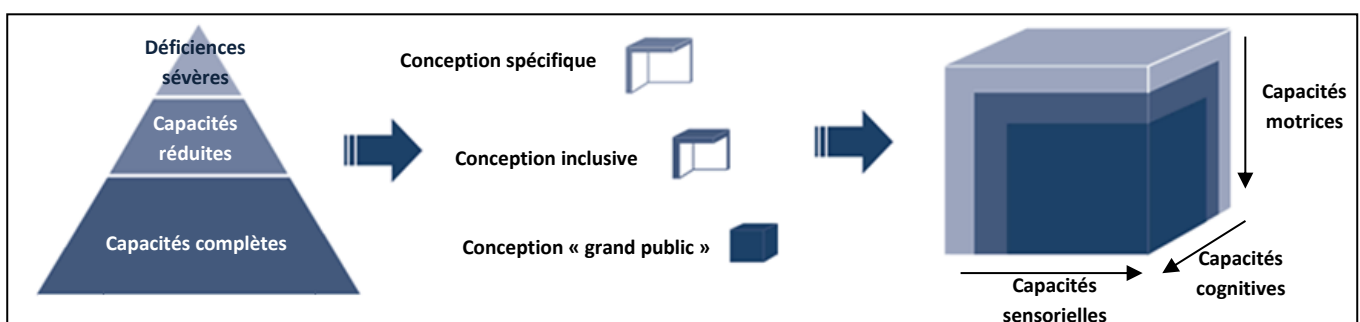 Déficiences
sévères
Capacités
réduites
Capacités complètes
Conception spécifique
Conception inclusive
Conception « grand public »
Capacités
motrices
Capacités
cognitives
Capacités
sensorielles